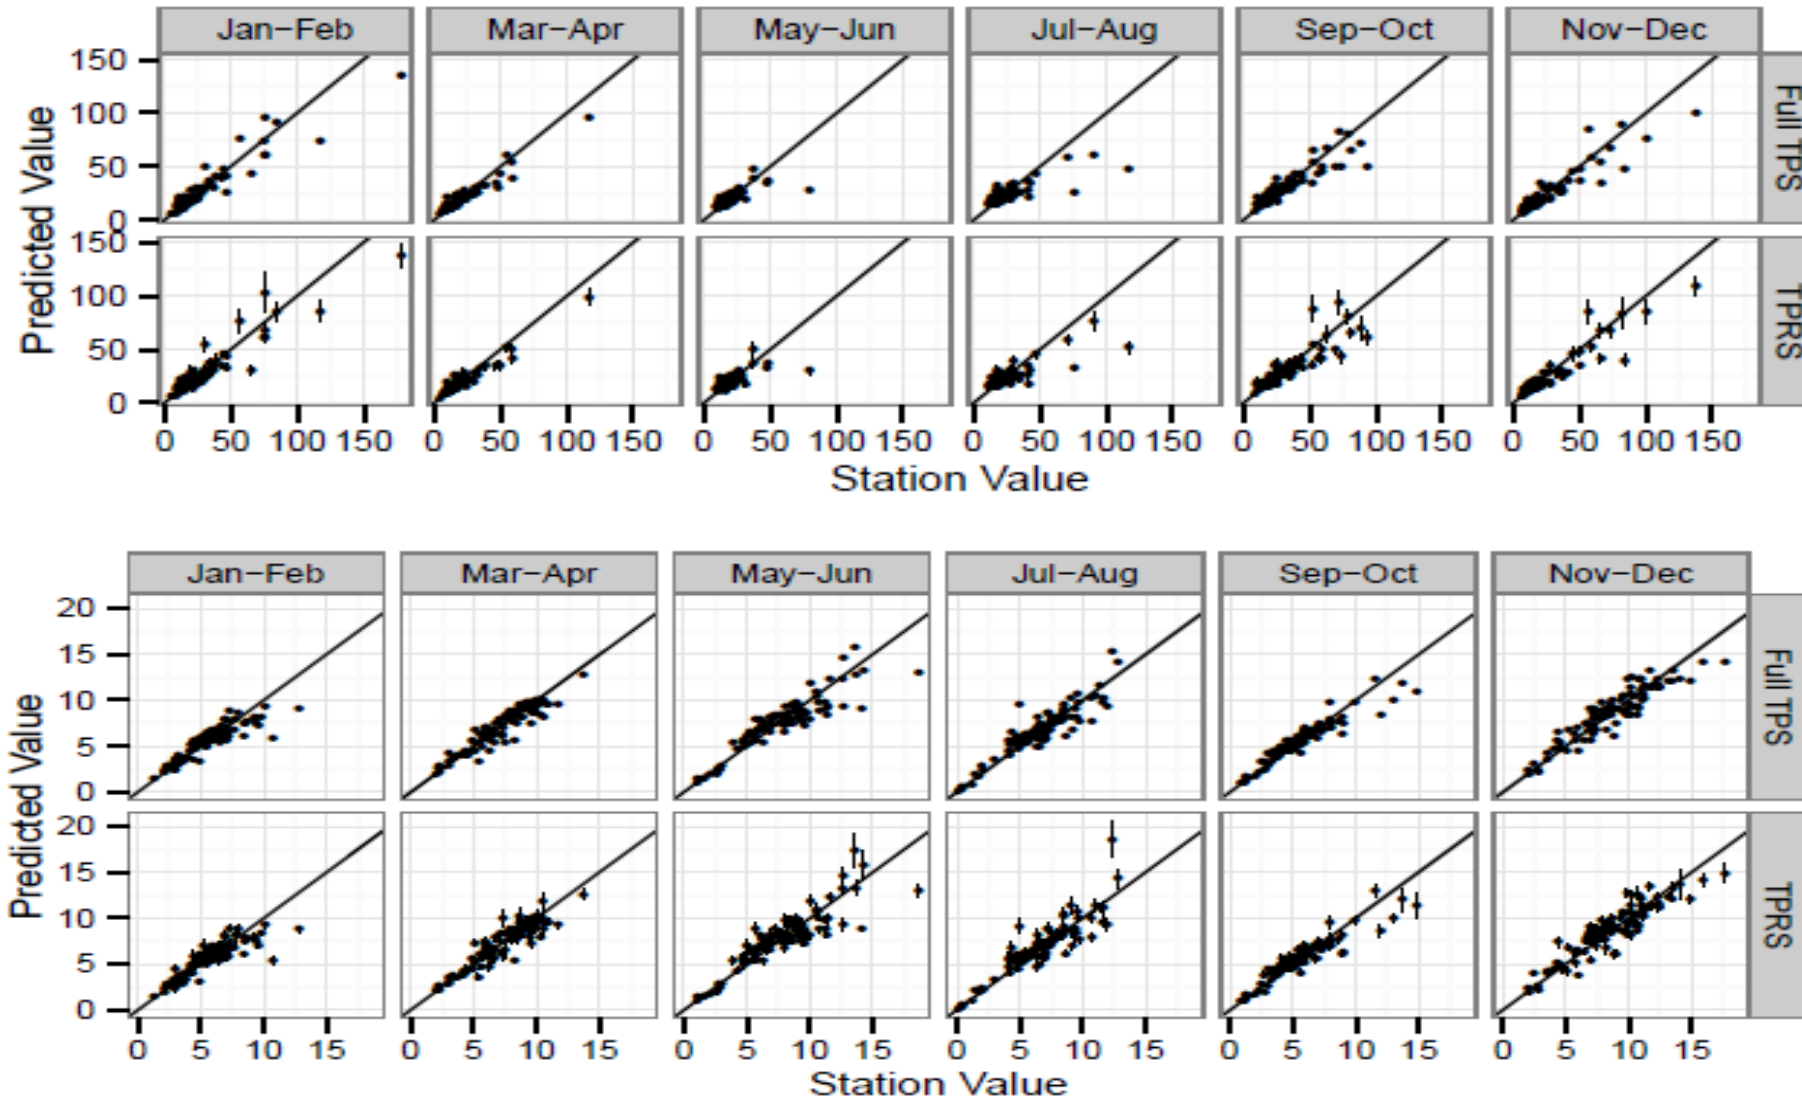 Jan-Feb Mar-Apr May-Jun Jul-Aug Sep-Oct Nov-Dec
150
100
50
0
Full TPS
150
100
50
0
TPRS
Predicted Value
0 50 100 150 0 50 100 150 0 50 100 150 0 50 100 150 0 50 100 150 0 50 100 150
Station Value
Jan-Feb Mar-Apr May-Jun Jul-Aug Sep-Oct Nov-Dec
20
15
10
5
0
Full TPS
20
15
10
5
0
TPRS
Predicted Value
0 5 10 15 0 5 10 15 0 5 10 15 0 5 10 15 0 5 10 15 0 5 10 15
Station Value